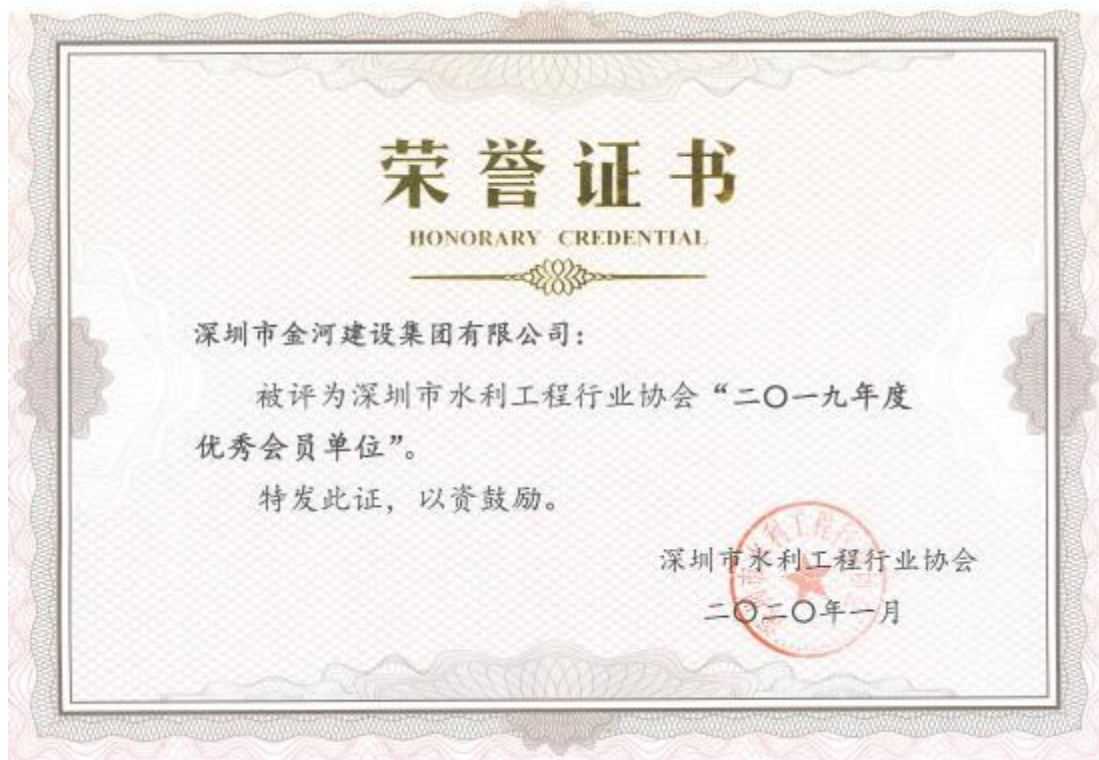 荣誉证书
HONORARY CREDENTIAL
深圳市金河建设集团有限公司：
被评为深圳市水利工程行业协会“二〇一九年度
优秀会员单位”。
特发此证，以资鼓励。
深圳市水利工程行业协会
二〇二〇年一月